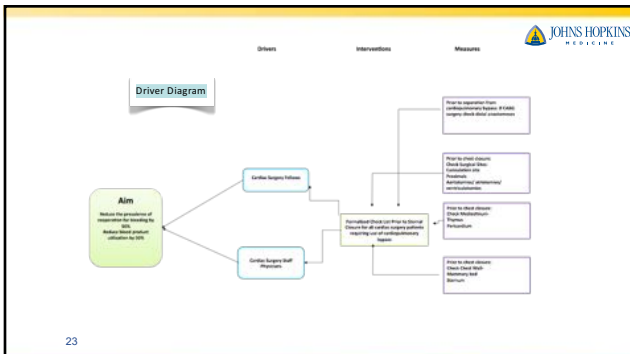 JOHNS HOPKINS
MEDICINE
Drivers
Interventions
Measures
Driver Diagram
Prior to separation from
cardiopulmonary bypass: If CABG
surgery check distal anastomoses
Cardiac Surgery Fellows
Prior to chest closure:
Check Surgical Sites:
Cannulation site
Proximals
Aim
Reduce the prevalence of
reoperation for bleeding by
50%
Reduce blood product
utilization by 50%
Formalized Check List Prior to Sternal
Closure for all cardiac surgery patients
requiring use of cardiopulmonary
bypass
Prior to chest closure:
Check Mediastinum:
Thymus
Pericardium
Cardiac Surgery Staff
Physicians
Prior to chest closure:
Check Chest Wall:
Mammary bed
Sternum
23